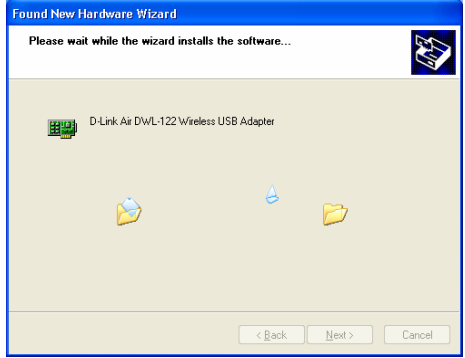 Found New Hardware Wizard
Please wait while the wizard installs the software...
D-Link Air DWL-122 Wireless USB Adapter
< Back Next > Cancel